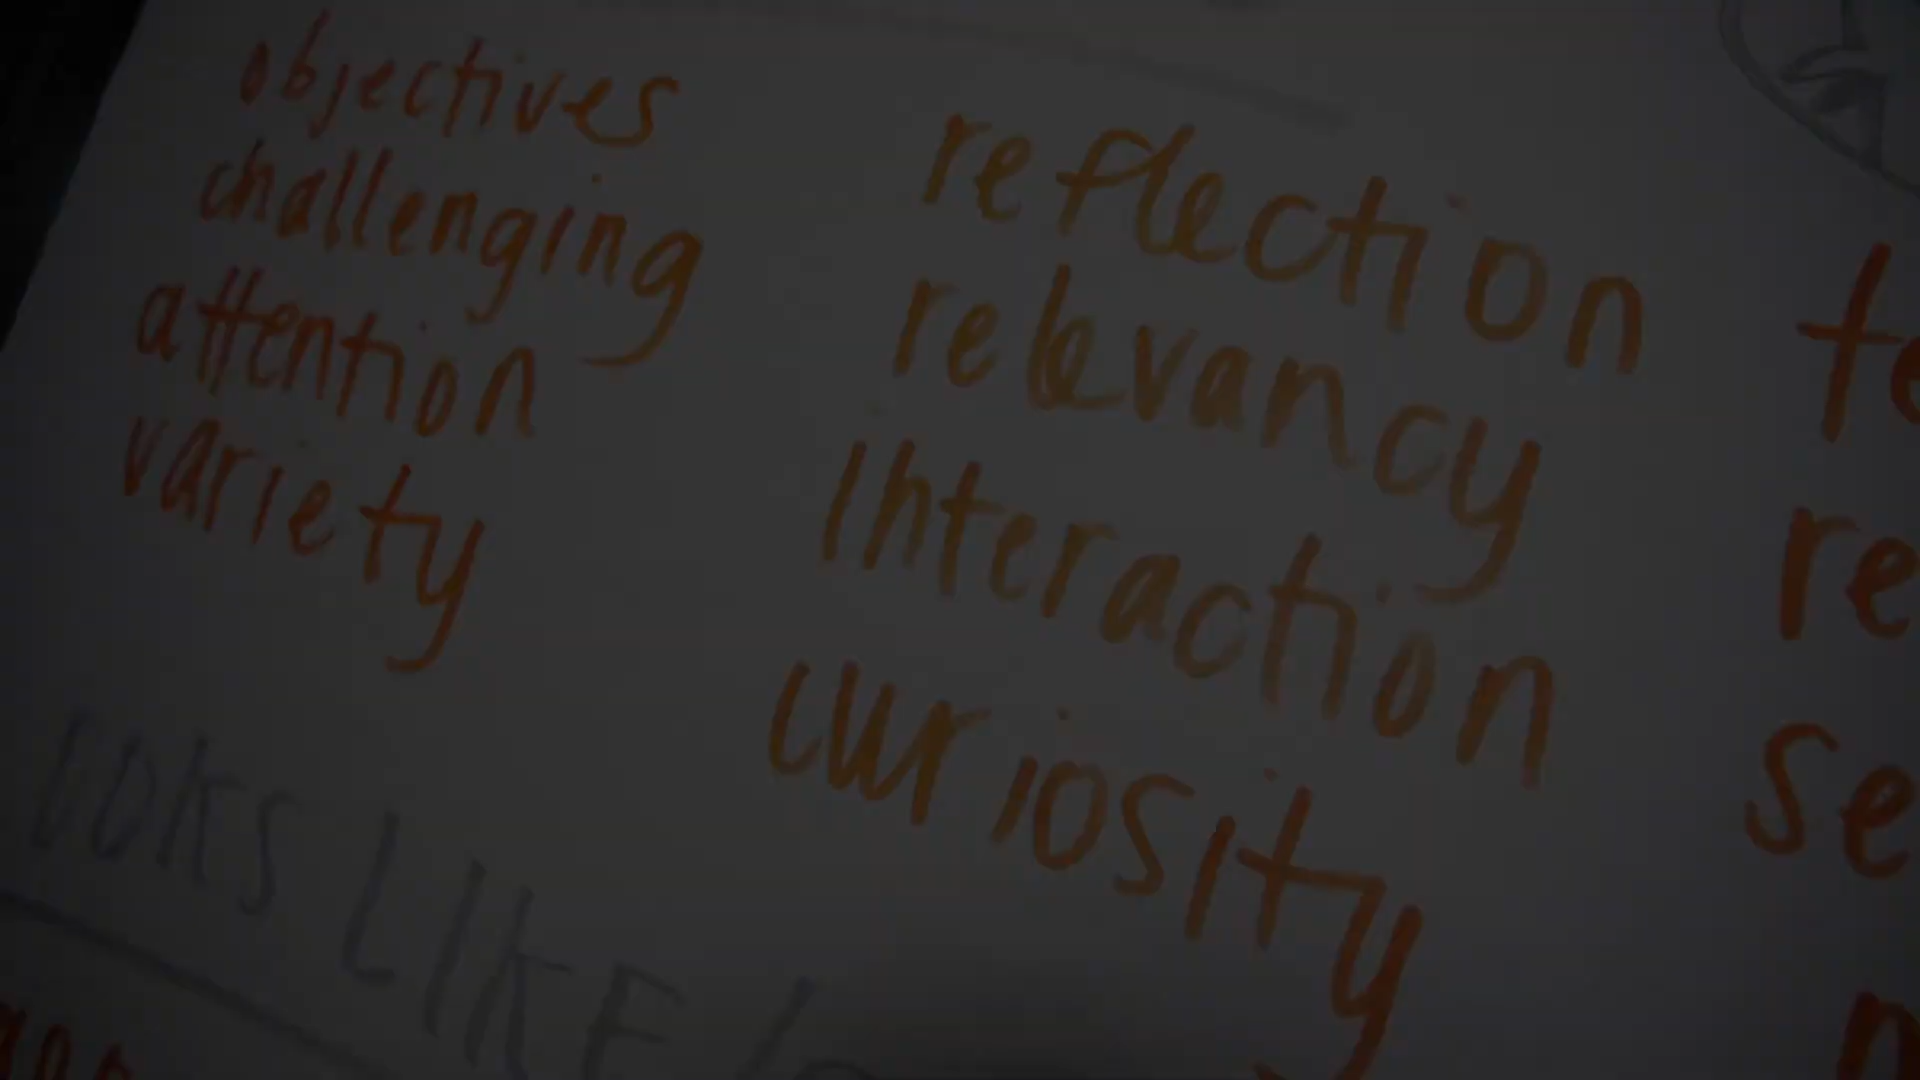 objectives
challenging
attention
variety
reflection
relevancy
interaction
curiosity
LOOKS LIKE